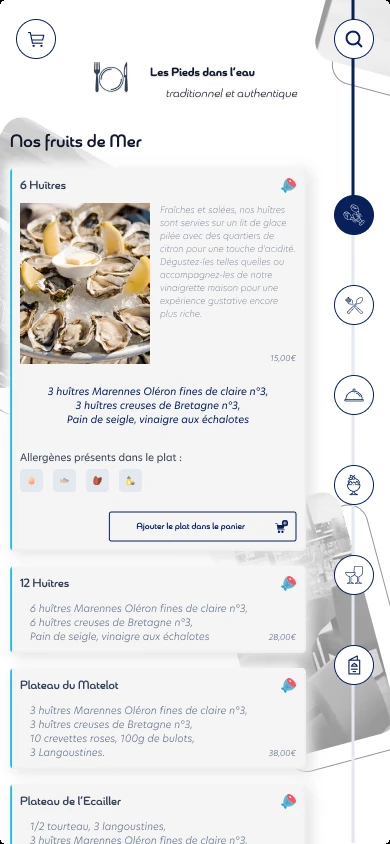 Les Pieds dans l'eau
traditionnel et authentique
Nos fruits de Mer
6 Huîtres
Fraîches et salées, nos huîtres
sont servies sur un lit de glace
pilée avec des quartiers de
citron pour une touche d'acidité.
Dégustez-les telles quelles ou
accompagnez-les de notre
vinaigrette maison pour une
expérience gustative encore
plus riche.
15,00€
3 huîtres Marennes Oléron fines de claire n°3,
3 huîtres creuses de Bretagne n°3,
Pain de seigle, vinaigre aux échalotes
Allergènes présents dans le plat :
Ajouter le plat dans le panier
12 Huîtres
6 huîtres Marennes Oléron fines de claire n°3,
6 huîtres creuses de Bretagne n°3,
Pain de seigle, vinaigre aux échalotes
28,00€
Plateau du Matelot
3 huîtres Marennes Oléron fines de claire n°3,
3 huîtres creuses de Bretagne n°3,
10 crevettes roses, 100g de bulots,
3 Langoustines.
38,00€
Plateau de l'Ecailler
1/2 tourteau, 3 langoustines,
3 huîtres Marennes Oléron fines de claire n°3,